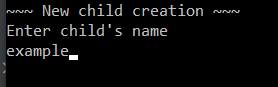 ~~~ New child creation ~~~
Enter child's name
example